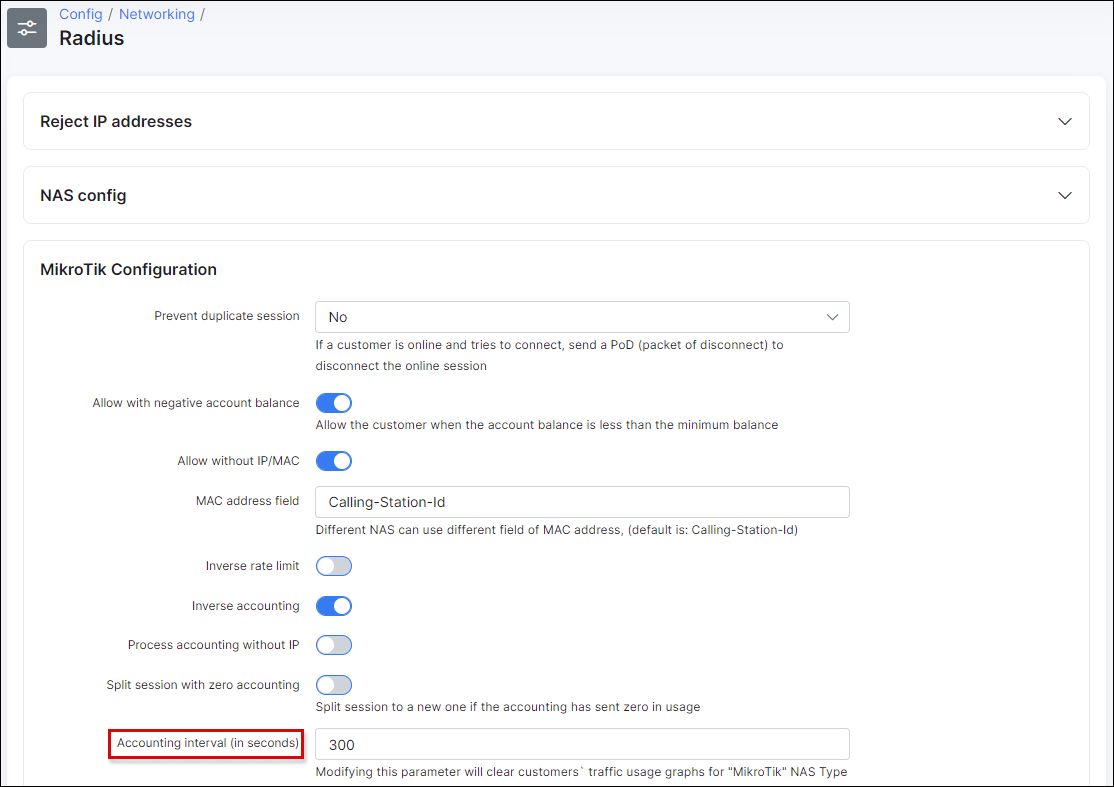 Config / Networking /
Radius
Reject IP addresses
NAS config
MikroTik Configuration
Prevent duplicate session
No
If a customer is online and tries to connect, send a PoD (packet of disconnect) to
disconnect the online session
Allow with negative account balance
Allow the customer when the account balance is less than the minimum balance
Allow without IP/MAC
MAC address field
Calling-Station-Id
Different NAS can use different field of MAC address, (default is: Calling-Station-Id)
Inverse rate limit
Inverse accounting
Process accounting without IP
Split session with zero accounting
Split session to a new one if the accounting has sent zero in usage
Accounting interval (in seconds)
300
Modifying this parameter will clear customers` traffic usage graphs for "MikroTik" NAS Type